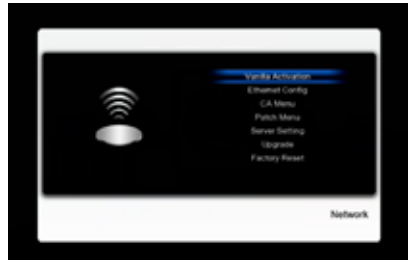 Vanilla Activation
Ethernet Config
CA Menu
Patch Menu
Server Setting
Upgrade
Factory Reset
Network